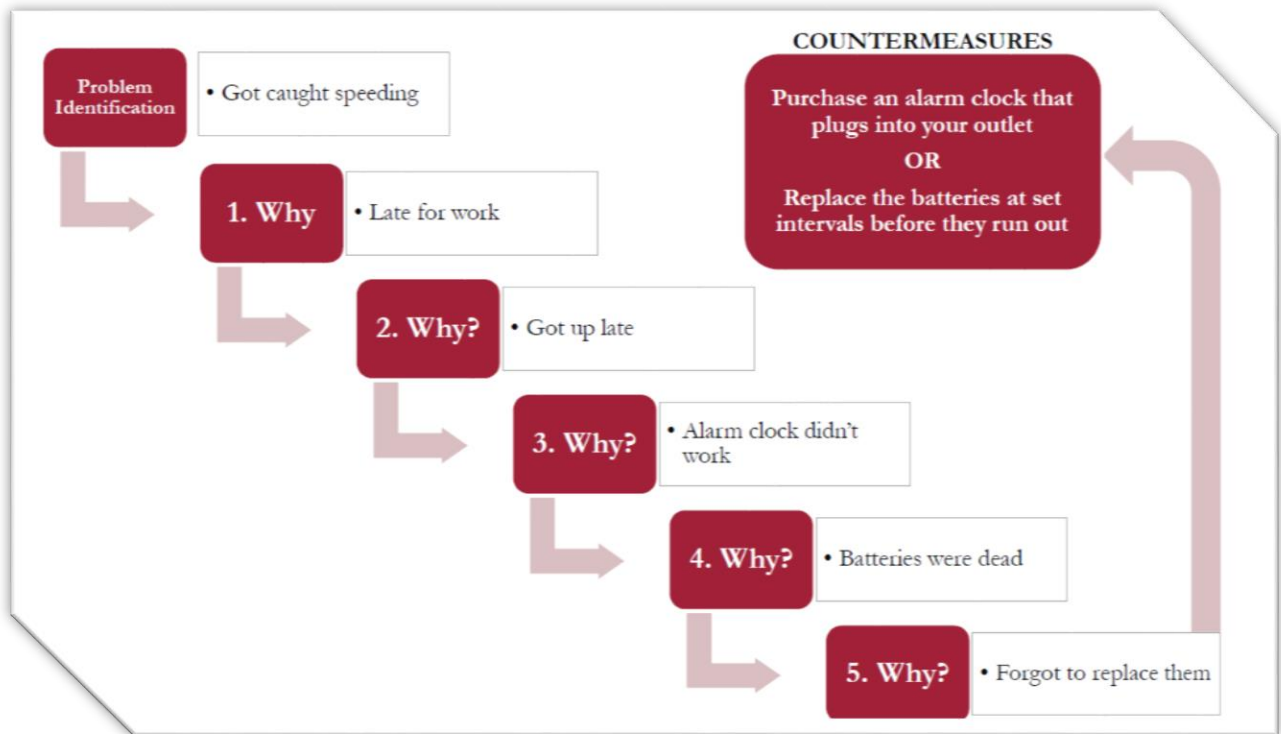 COUNTERMEASURES
Problem
Identification
• Got caught speeding
Purchase an alarm clock that
plugs into your outlet
OR
Replace the batteries at set
intervals before they run out
1. Why
• Late for work
2. Why?
• Got up late
3. Why?
• Alarm clock didn't
work
4. Why?
• Batteries were dead
5. Why?
• Forgot to replace them